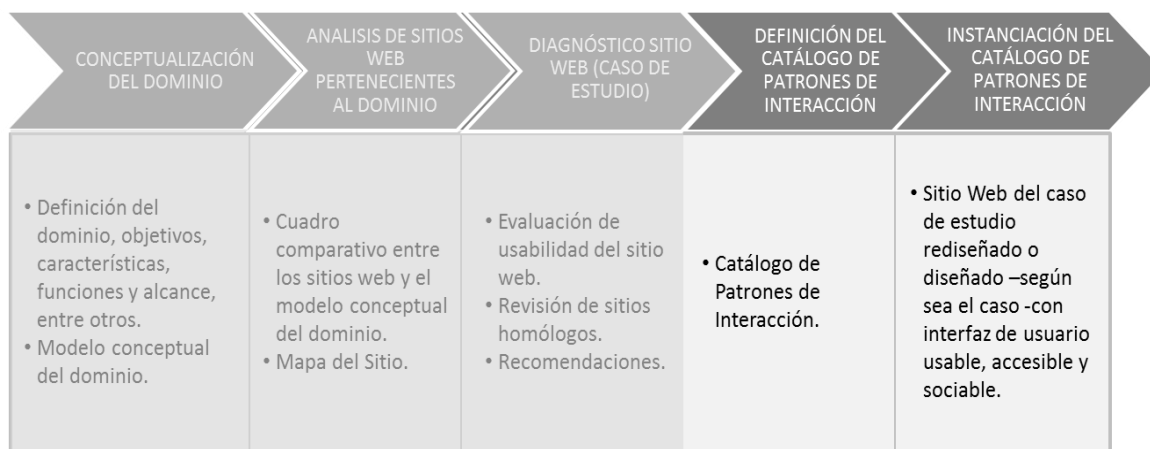 CONCEPTUALIZACIÓN
DEL DOMINIO
ANALISIS DE SITIOS
WEB
PERTENECIENTES
AL DOMINIO
DIAGNÓSTICO SITIO
WEB (CASO DE
ESTUDIO)
DEFINICIÓN DEL
CATÁLOGO DE
PATRONES DE
INTERACCIÓN
INSTANCIACIÓN DEL
CATÁLOGO DE
PATRONES DE
INTERACCIÓN
• Definición del
dominio, objetivos,
características,
funciones y alcance,
entre otros.
• Modelo conceptual
del dominio.
• Cuadro
comparativo entre
los sitios web y el
modelo conceptual
del dominio.
• Mapa del Sitio.
• Evaluación de
usabilidad del sitio
web.
• Revisión de sitios
homólogos.
• Recomendaciones.
• Catálogo de
Patrones de
Interacción.
• Sitio Web del caso
de estudio
rediseñado o
diseñado –según
sea el caso -con
interfaz de usuario
usable, accesible y
sociable.